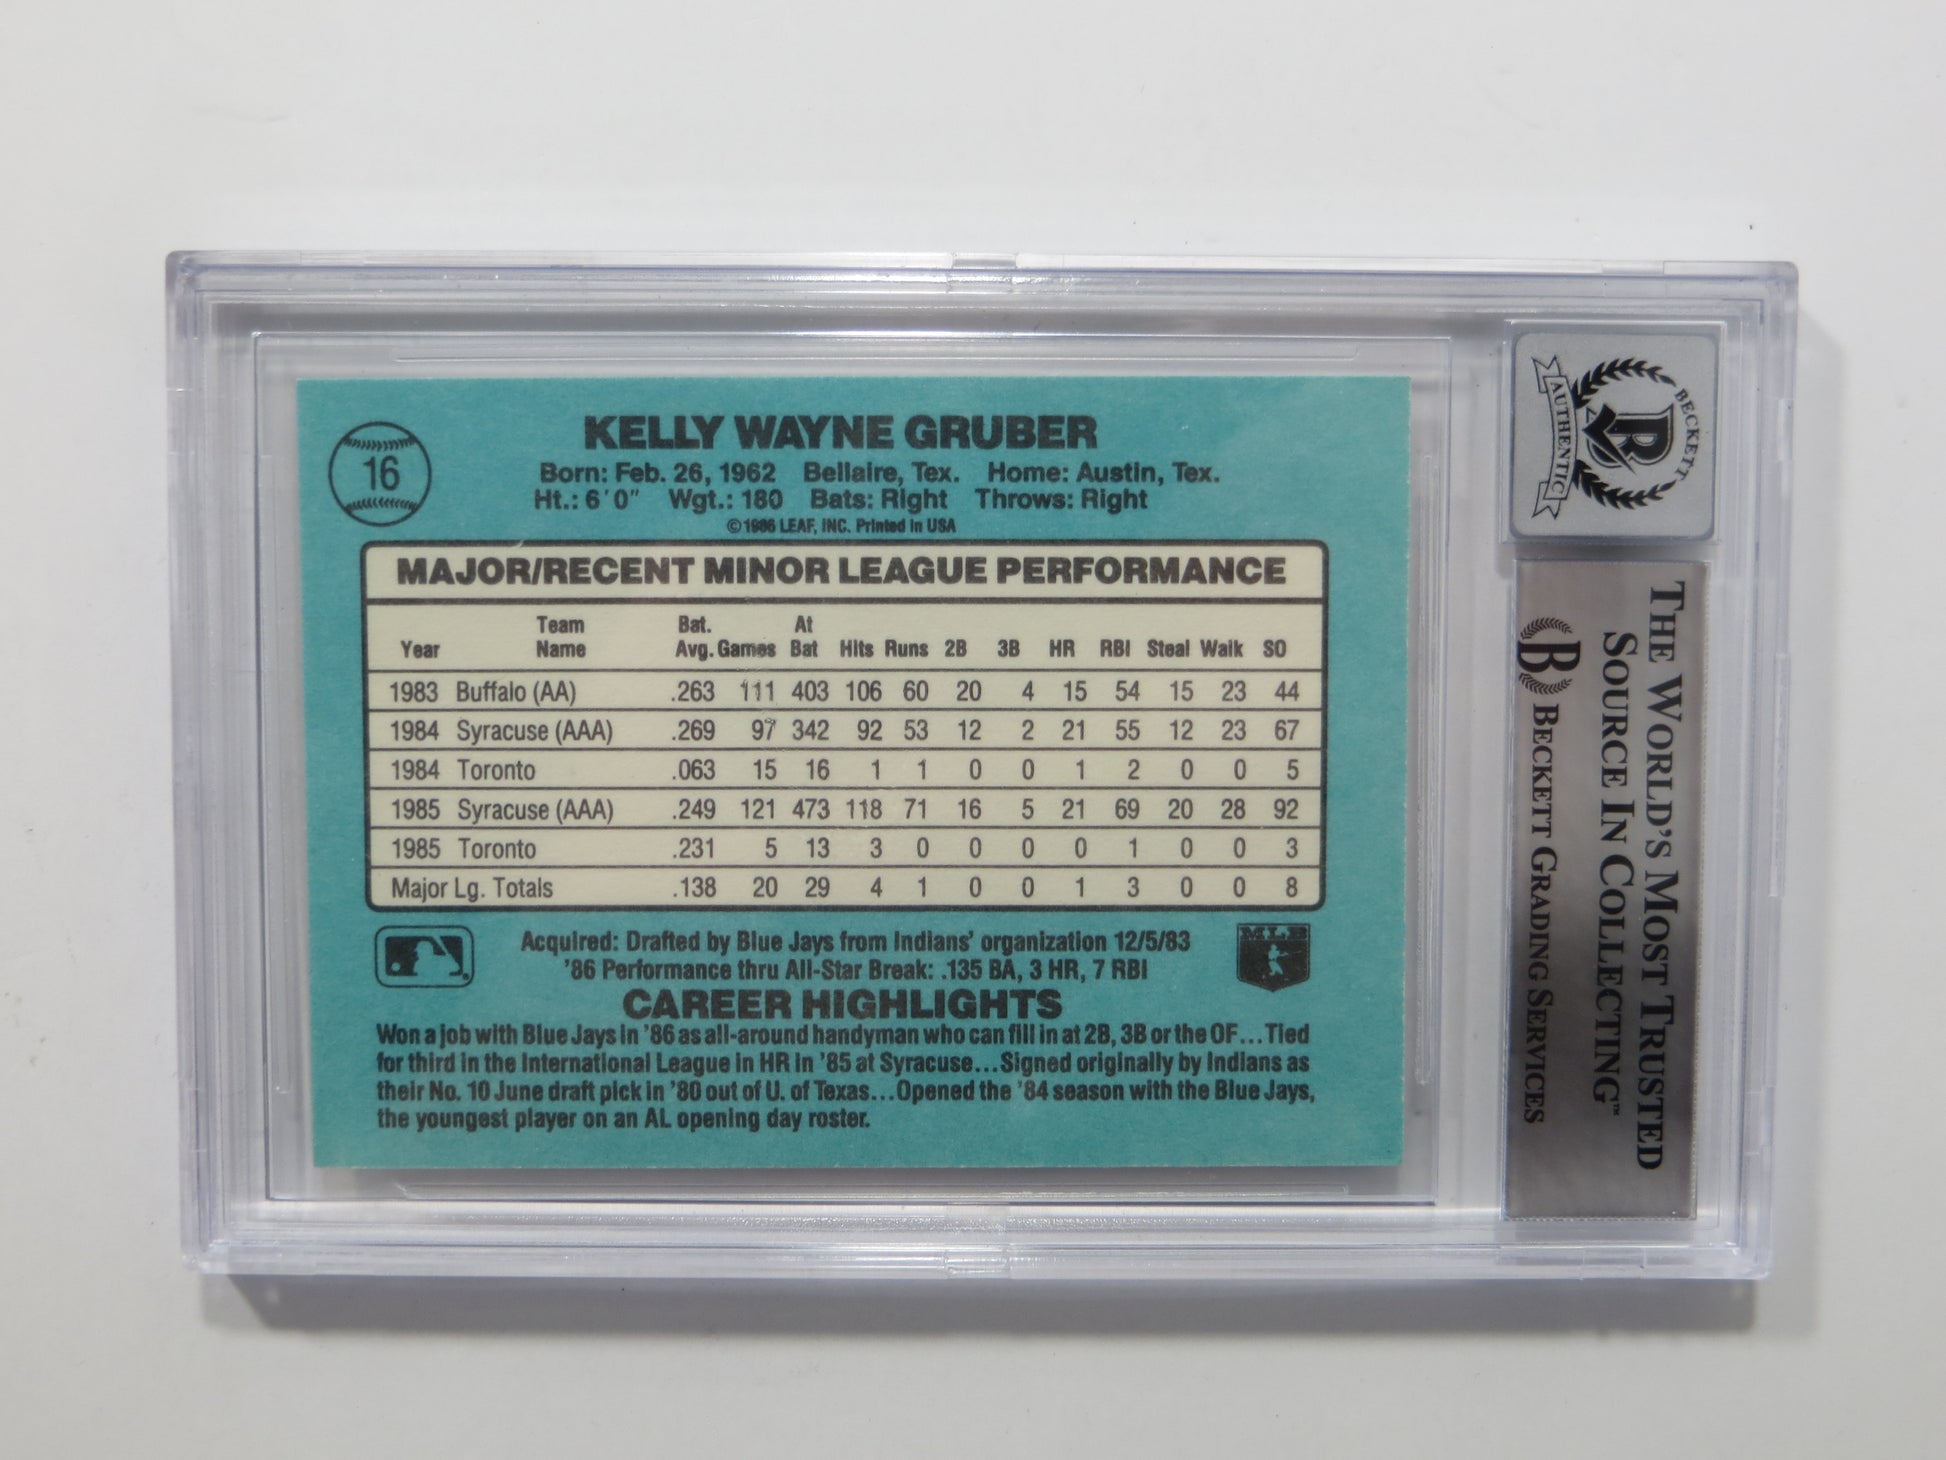 16
KELLY WAYNE GRUBER
Born: Feb. 26, 1962 Bellaire, Tex. Home: Austin, Tex.
Ht.: 6'0" Wgt.: 180 Bats: Right Throws: Right
©1986 LEAF, INC. Printed in USA
MAJOR/RECENT MINOR LEAGUE PERFORMANCE
Year Team Name Bat. Avg. Games At Bat Hits Runs 2B 3B HR RBI Steal Walk SO
1983 Buffalo (AA) .263 111 403 106 60 20 4 15 54 15 23 44
1984 Syracuse (AAA) .269 97 342 92 53 12 2 21 55 12 23 67
1984 Toronto .063 15 16 1 1 0 0 1 2 0 0 5
1985 Syracuse (AAA) .249 121 473 118 71 16 5 21 69 20 28 92
1985 Toronto .231 5 13 3 0 0 0 0 1 0 0 3
Major Lg. Totals .138 20 29 4 1 0 0 1 3 0 0 8
Acquired: Drafted by Blue Jays from Indians' organization 12/5/83
'86 Performance thru All-Star Break: .135 BA, 3 HR, 7 RBI
MLB
CAREER HIGHLIGHTS
Won a job with Blue Jays in '86 as all-around handyman who can fill in at 2B, 3B or the OF...Tied
for third in the International League in HR in '85 at Syracuse...Signed originally by Indians as
their No. 10 June draft pick in '80 out of U. of Texas...Opened the '84 season with the Blue Jays,
the youngest player on an AL opening day roster.
BECKETT
B
AUTHENTIC
THE WORLD'S MOST TRUSTED
SOURCE IN COLLECTING™
B BECKETT GRADING SERVICES